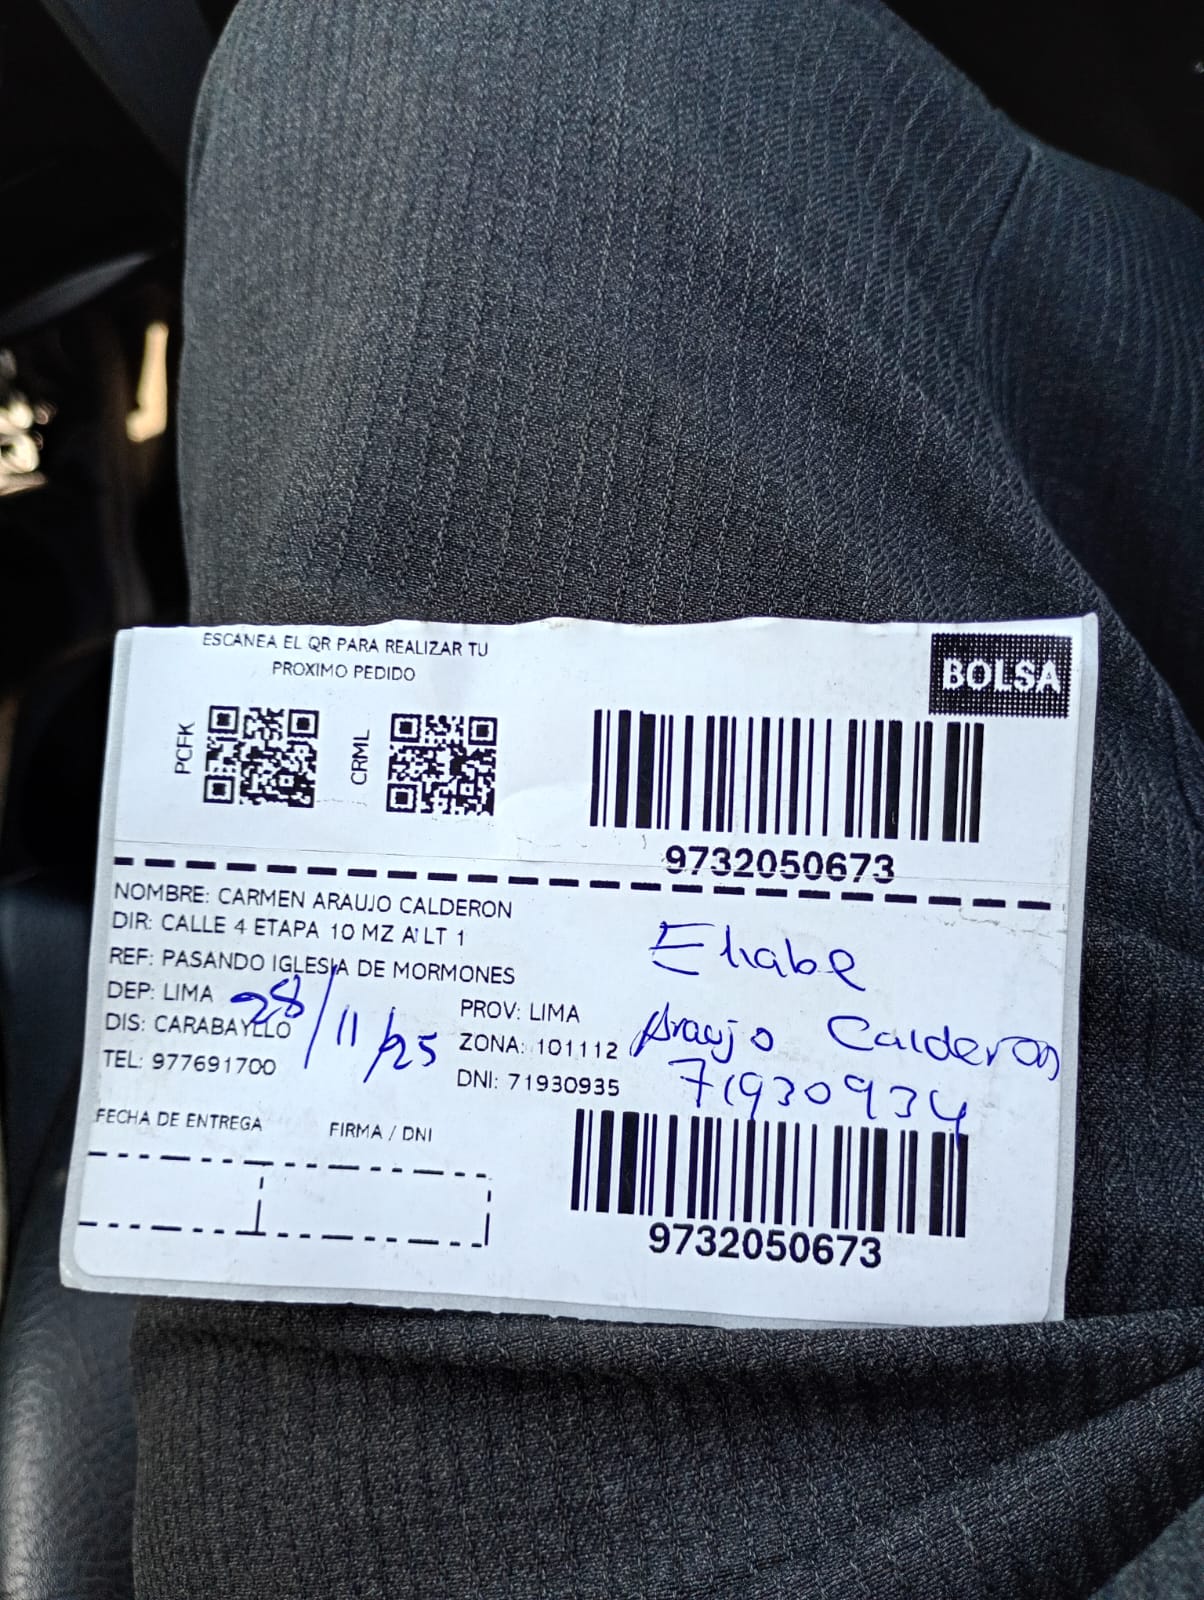 ESCANEA EL QR PARA REALIZAR TU
PROXIMO PEDIDO
BOLSA
PCFK
CRML
9732050673
NOMBRE: CARMEN ARAUJO CALDERON
DIR: CALLE 4 ETAPA 10 MZ A' LT 1
REF: PASANDO IGLESIA DE MORMONES
DEP: LIMA
PROV: LIMA
DIS: CARABAYLLO
ZONA: 101112
TEL: 977691700
DNI: 71930935
28/11/25
Araujo Calderon
71930934
FECHA DE ENTREGA
FIRMA / DNI
9732050673